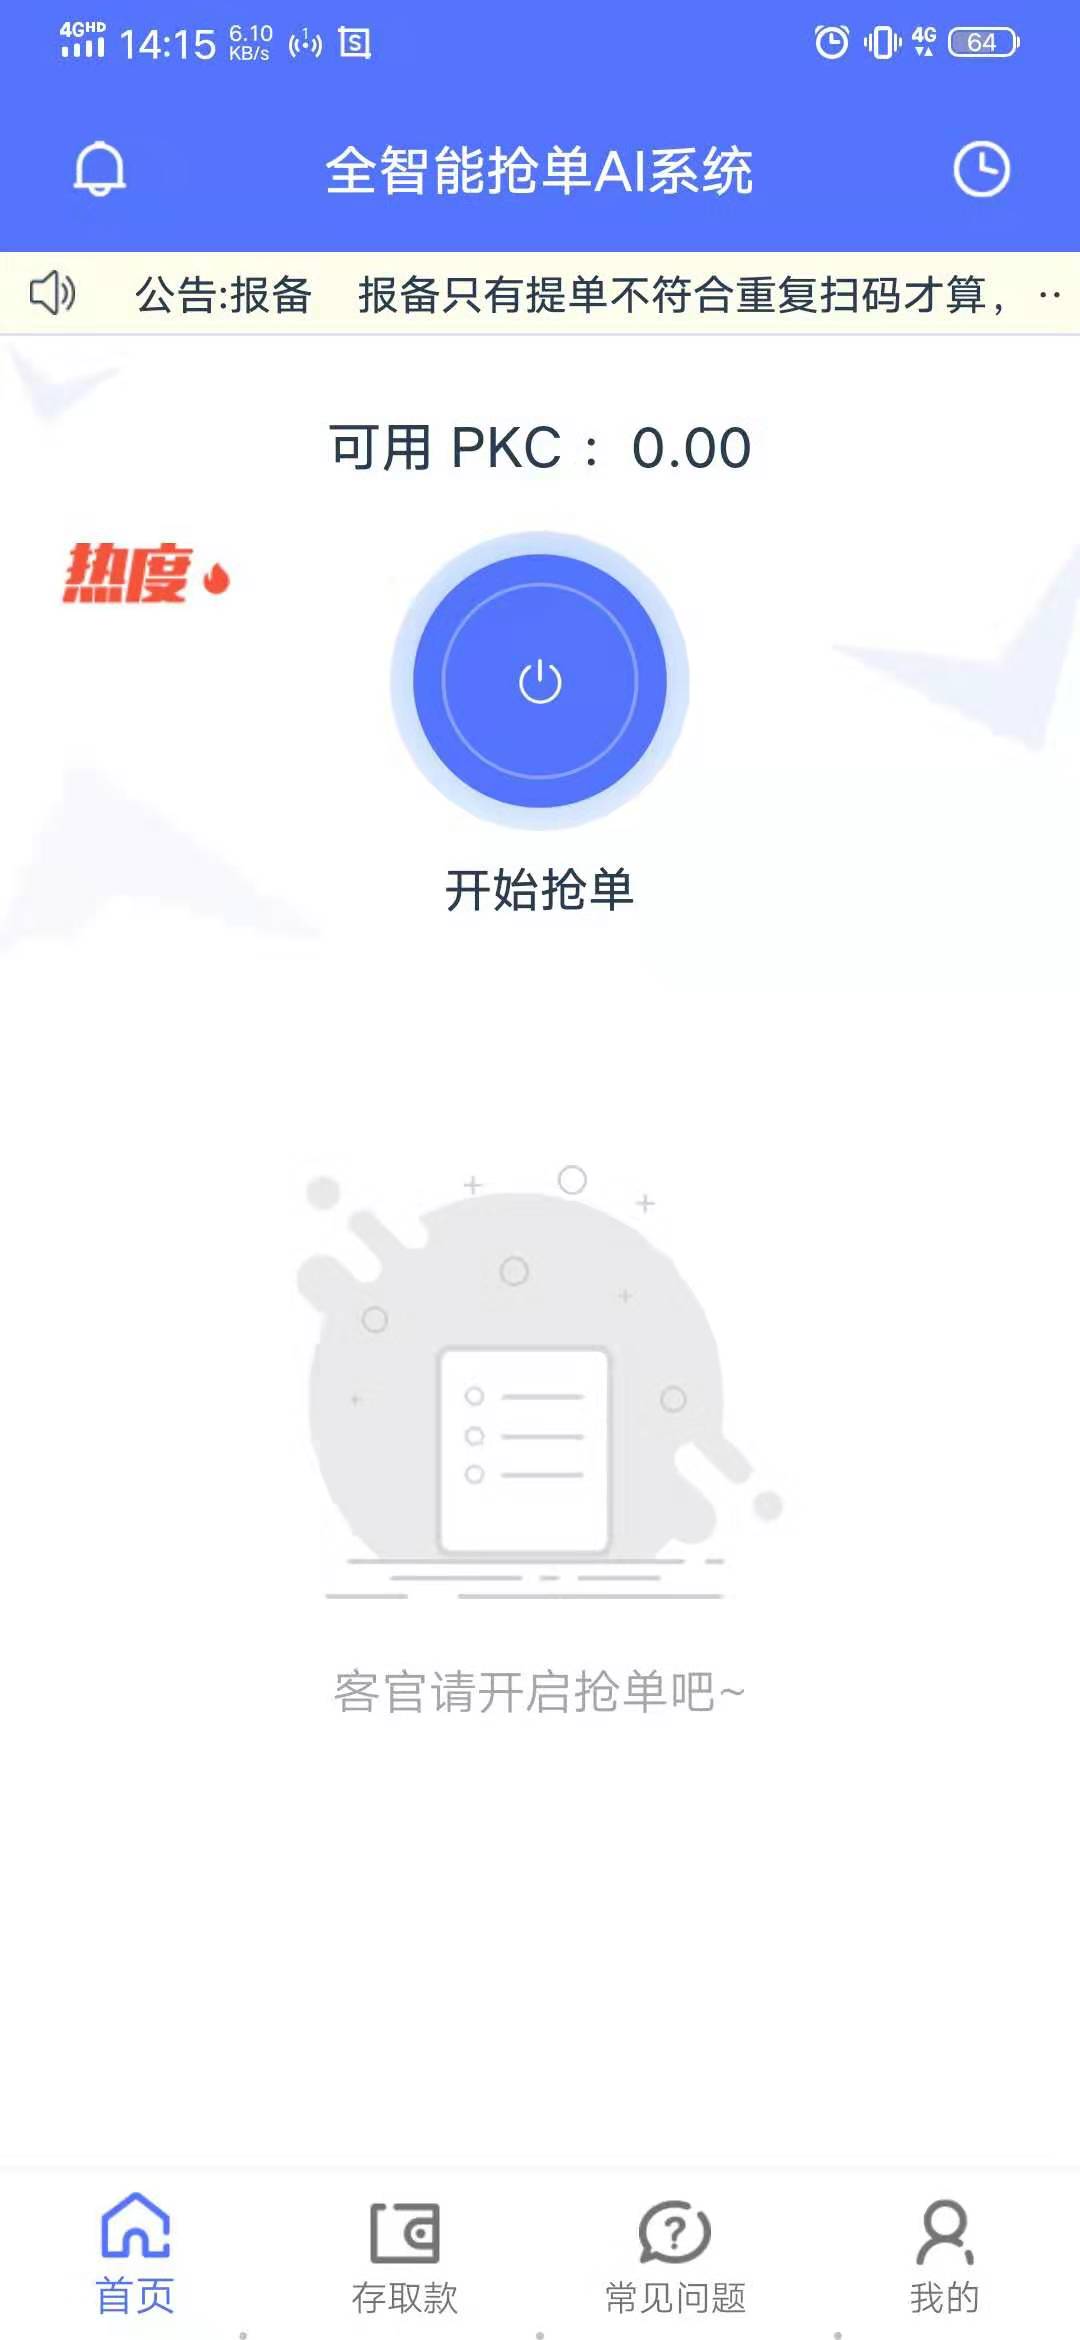 4GHD 14:15 6.10 KB/s 1 S 4G 64
全智能抢单AI系统
公告:报备 报备只有提单不符合重复扫码才算， ··
可用 PKC ： 0.00
热度
开始抢单
客官请开启抢单吧~
首页 存取款 常见问题 我的